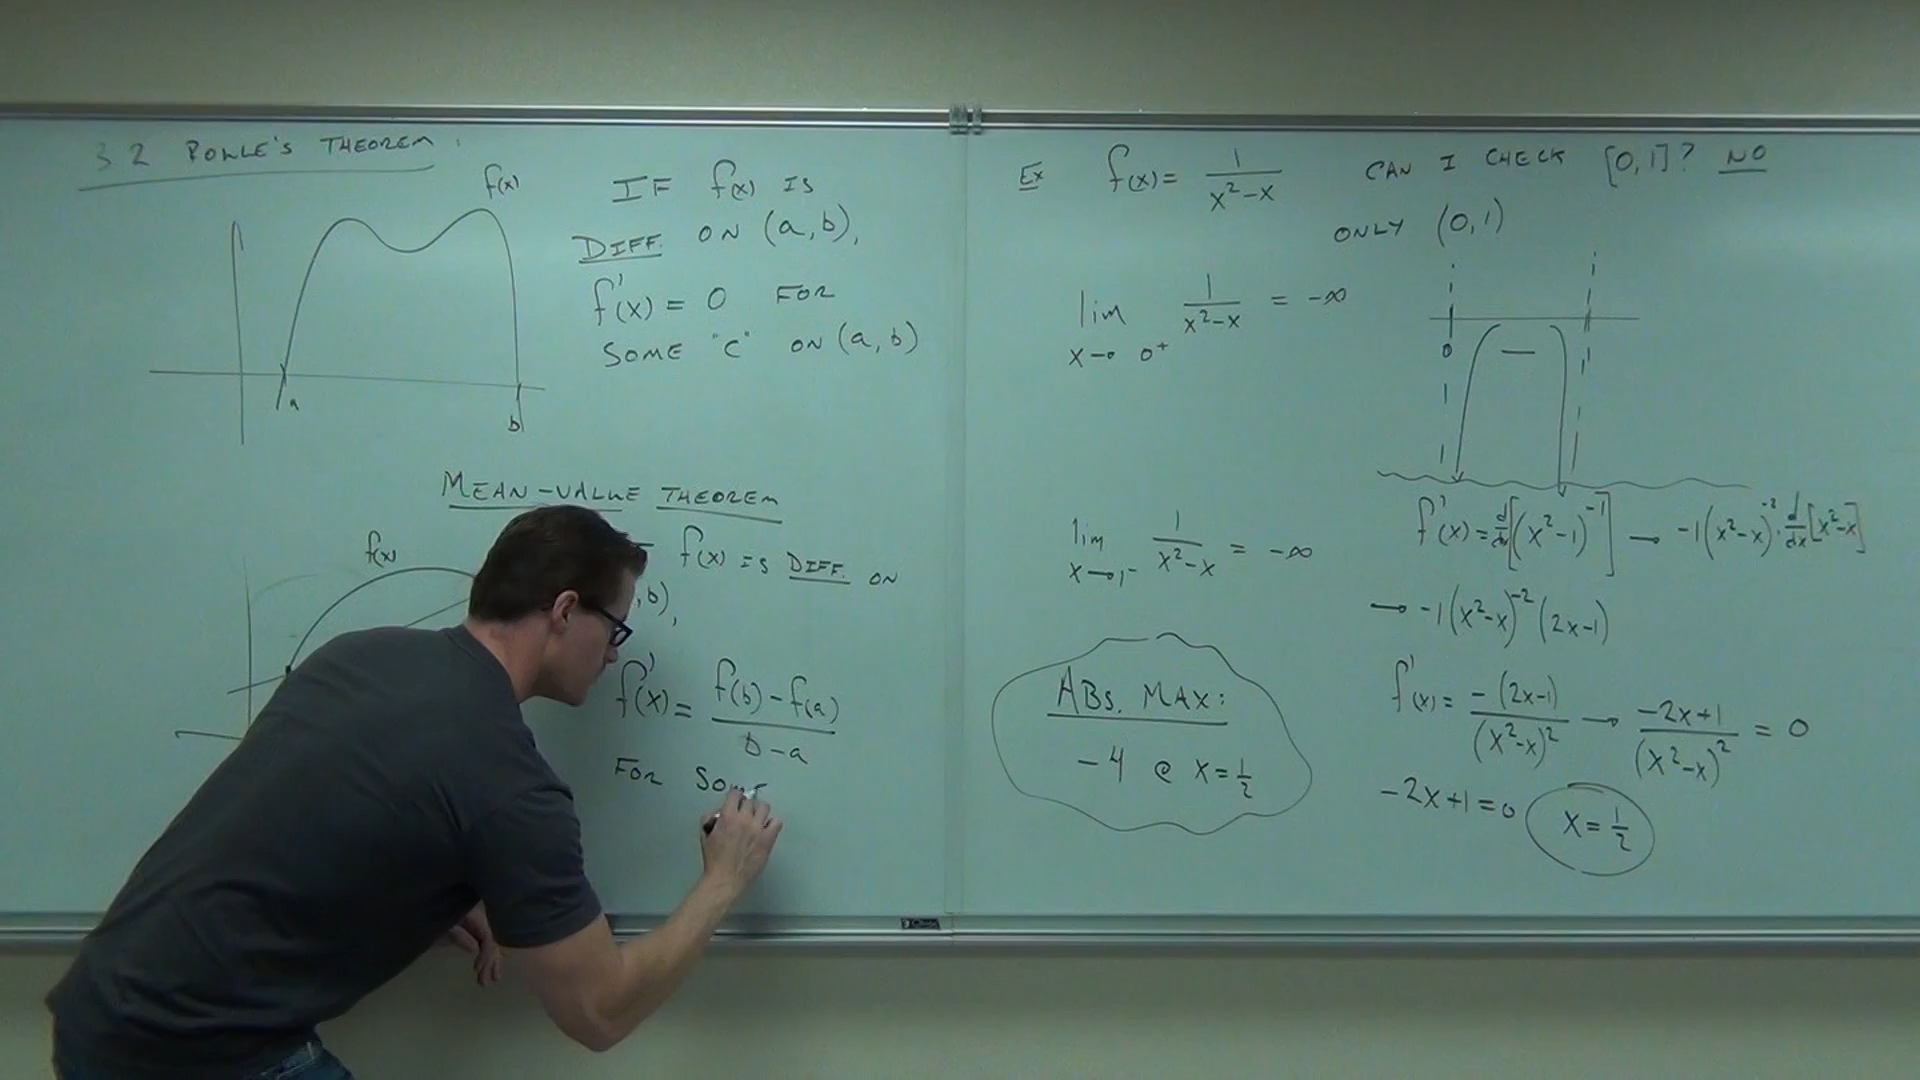 3.2 ROLLE'S THEOREM:
f(x)
IF f(x) IS
DIFF. ON (a,b),
f'(x) = 0 FOR
SOME "C" ON (a,b)
a
b
MEAN-VALUE THEOREM
f(x)
f(x) IS DIFF. ON
,b),
f'(x) = f(b) - f(a) / b - a
FOR SOME
Ex f(x) = 1 / x² - x CAN I CHECK [0,1]? NO
ONLY (0,1)
lim x→0⁺ 1 / x² - x = -∞
0 1
lim x→1⁻ 1 / x² - x = -∞
f'(x) = d/dx[(x²-1)⁻¹] → -1(x²-x)⁻²·d/dx[x²-x]
→ -1(x²-x)⁻²(2x-1)
f'(x) = -(2x-1) / (x²-x)² → -2x+1 / (x²-x)² = 0
-2x+1=0 x = 1/2
ABS. MAX:
-4 @ x = 1/2